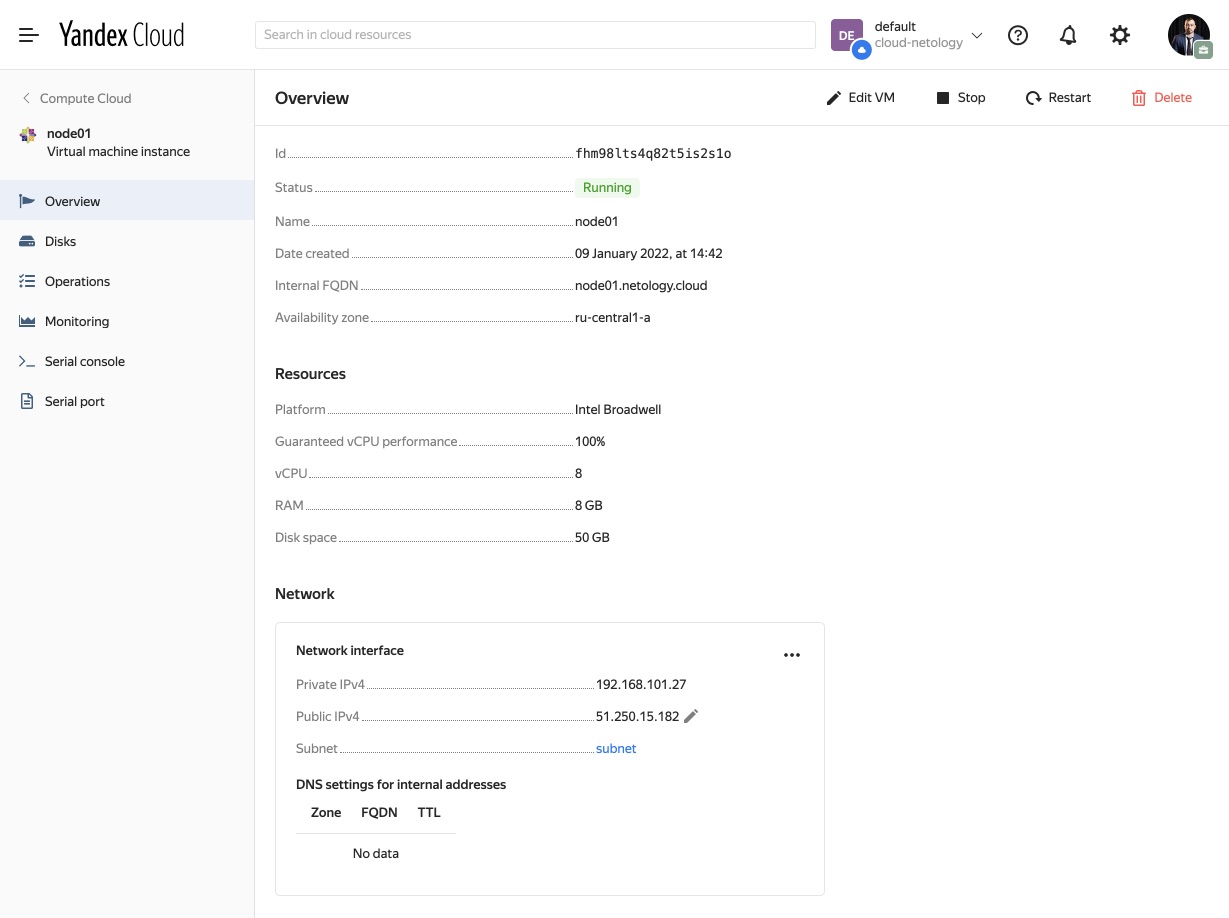 Yandex Cloud
Search in cloud resources
DE
default
cloud-netology
Compute Cloud
node01
Virtual machine instance
Overview
Disks
Operations
Monitoring
Serial console
Serial port
Overview
Edit VM
Stop
Restart
Delete
Id fhm98lts4q82t5is2s1o
Status Running
Name node01
Date created 09 January 2022, at 14:42
Internal FQDN node01.netology.cloud
Availability zone ru-central1-a
Resources
Platform Intel Broadwell
Guaranteed vCPU performance 100%
vCPU 8
RAM 8 GB
Disk space 50 GB
Network
Network interface
Private IPv4 192.168.101.27
Public IPv4 51.250.15.182
Subnet subnet
DNS settings for internal addresses
Zone FQDN TTL
No data